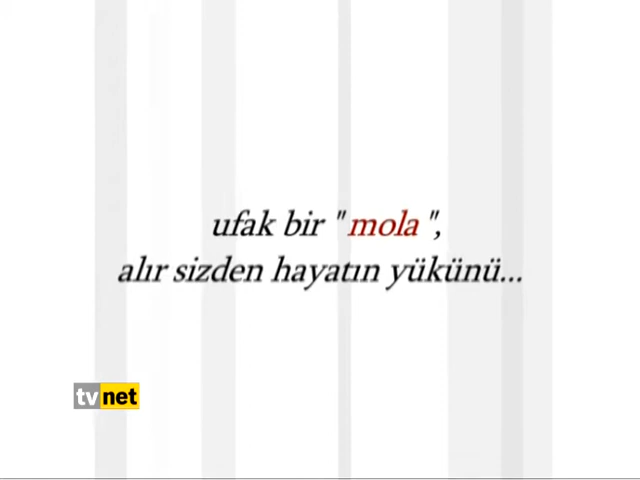 ufak bir "mola",
alır sizden hayatın yükünü...
tvnet